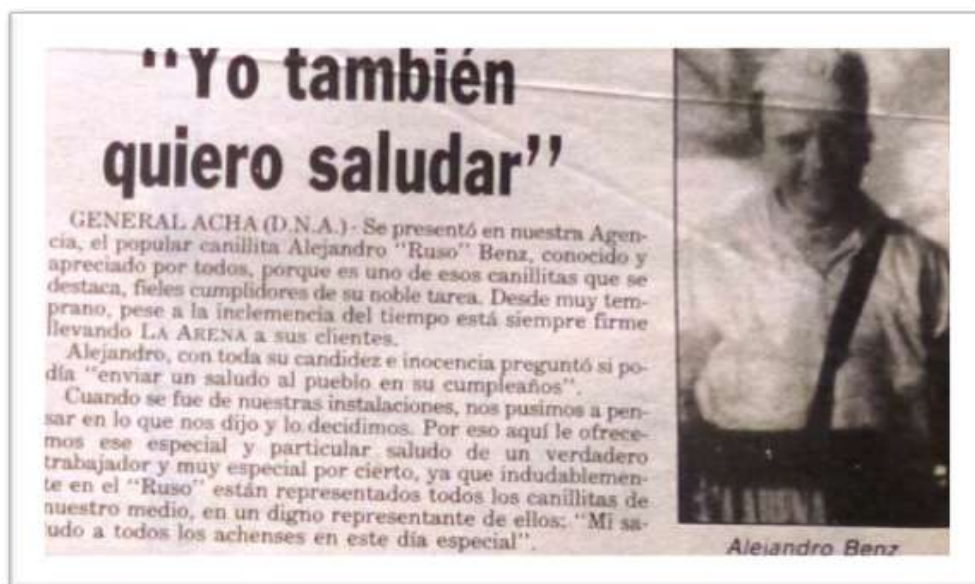 "Yo también
quiero saludar"
GENERAL ACHA (D.N.A.)- Se presentó en nuestra Agen-
cia, el popular canillita Alejandro "Ruso" Benz, conocido y
apreciado por todos, porque es uno de esos canillitas que se
destaca, fieles cumplidores de su noble tarea. Desde muy tem-
prano, pese a la inclemencia del tiempo está siempre firme
llevando LA ARENA a sus clientes.
Alejandro, con toda su candidez e inocencia preguntó si po-
día "enviar un saludo al pueblo en su cumpleaños".
Cuando se fue de nuestras instalaciones, nos pusimos a pen-
sar en lo que nos dijo y lo decidimos. Por eso aquí le ofrece-
mos ese especial y particular saludo de un verdadero
trabajador y muy especial por cierto, ya que indudablemen-
te en el "Ruso" están representados todos los canillitas de
nuestro medio, en un digno representante de ellos: "Mi sa-
udo a todos los achenses en este día especial".
Alejandro Benz